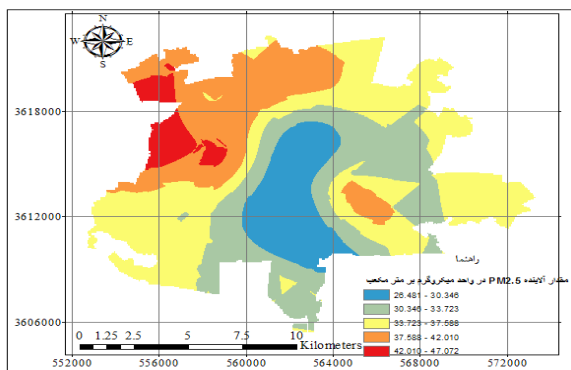 N
W E
S
3618000
3612000
3606000
راهنما
مقدار آلاینده PM2.5 در واحد میکروگرم بر متر مکعب
26.481 - 30.346
30.346 - 33.723
33.723 - 37.588
37.588 - 42.010
42.010 - 47.072
0 1.25 2.5 5 7.5 10
Kilometers
552000 556000 560000 564000 568000 572000